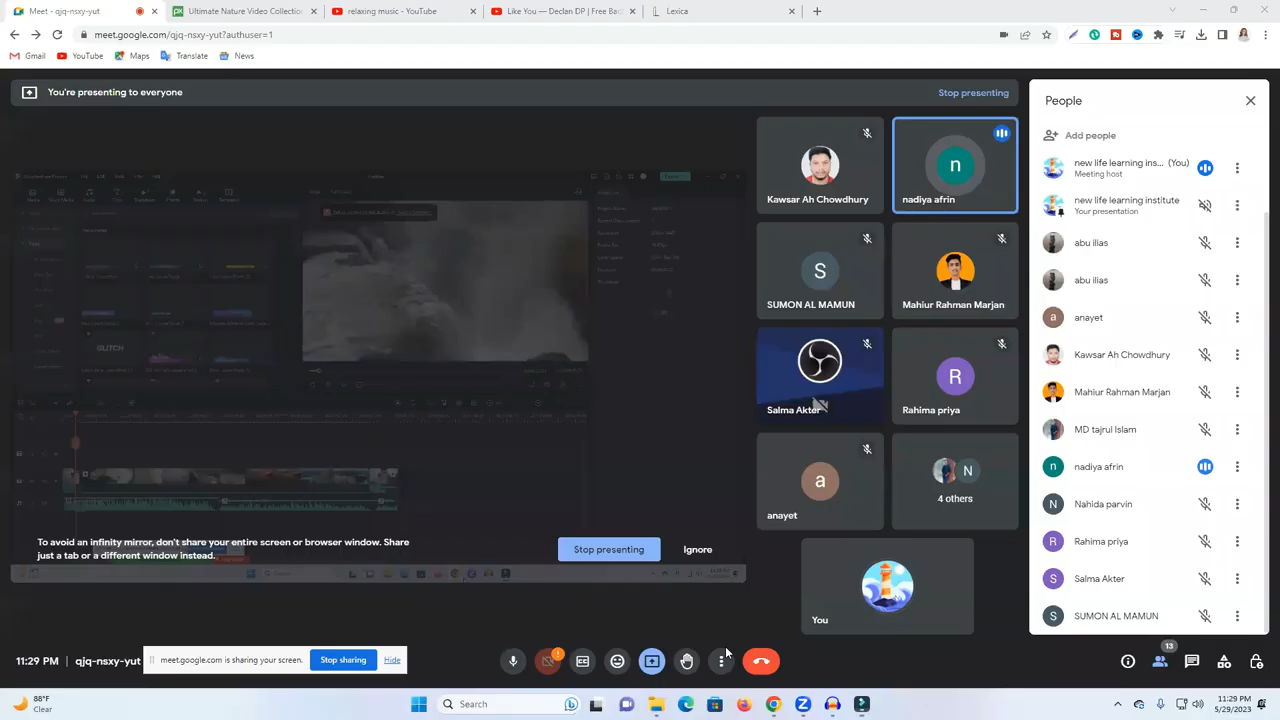 Meet - qjq-nsxy-yut
Ultimate Nature Video Collection
relaxing music - YouTube
Like You — Declan DP | Free Bac
Lexica
meet.google.com/qjq-nsxy-yut?authuser=1
Gmail
YouTube
Maps
Translate
News
You're presenting to everyone
Stop presenting
GLITCH
To avoid an infinity mirror, don't share your entire screen or browser window. Share
just a tab or a different window instead.
Stop presenting
Ignore
Kawsar Ah Chowdhury
n
nadiya afrin
S
SUMON AL MAMUN
Mahiur Rahman Marjan
Salma Akter
R
Rahima priya
a
anayet
N
4 others
You
People
Add people
new life learning ins... (You)
Meeting host
new life learning institute
Your presentation
abu ilias
abu ilias
a
anayet
Kawsar Ah Chowdhury
Mahiur Rahman Marjan
MD tajrul Islam
n
nadiya afrin
N
Nahida parvin
R
Rahima priya
S
Salma Akter
S
SUMON AL MAMUN
11:29 PM | qjq-nsxy-yut
meet.google.com is sharing your screen.
Stop sharing
Hide
13
88°F
Clear
Search
11:29 PM
5/29/2023